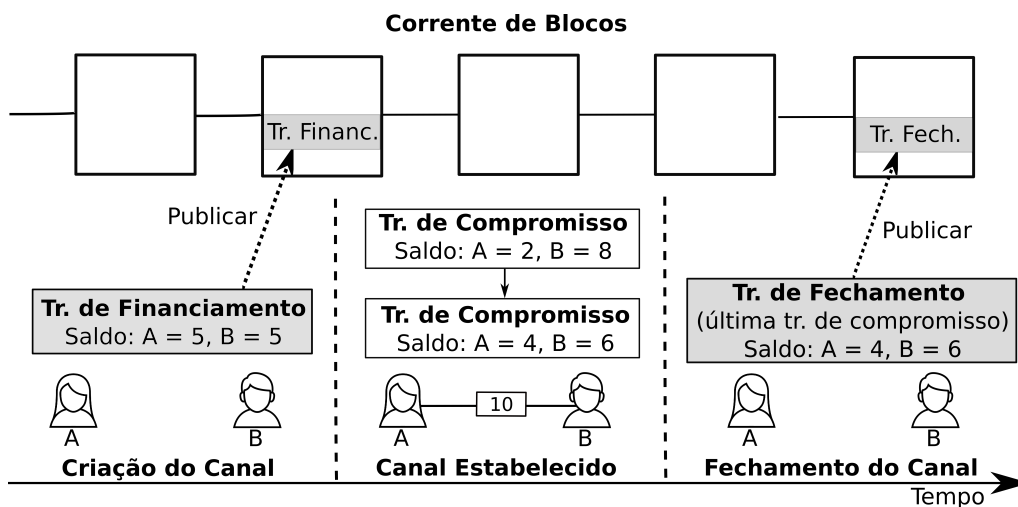 Corrente de Blocos
Tr. Financ.
Tr. Fech.
Publicar
Publicar
Tr. de Financiamento
Saldo: A = 5, B = 5
A
B
Criação do Canal
Tr. de Compromisso
Saldo: A = 2, B = 8
Tr. de Compromisso
Saldo: A = 4, B = 6
10
A
B
Canal Estabelecido
Tr. de Fechamento
(última tr. de compromisso)
Saldo: A = 4, B = 6
A
B
Fechamento do Canal
Tempo